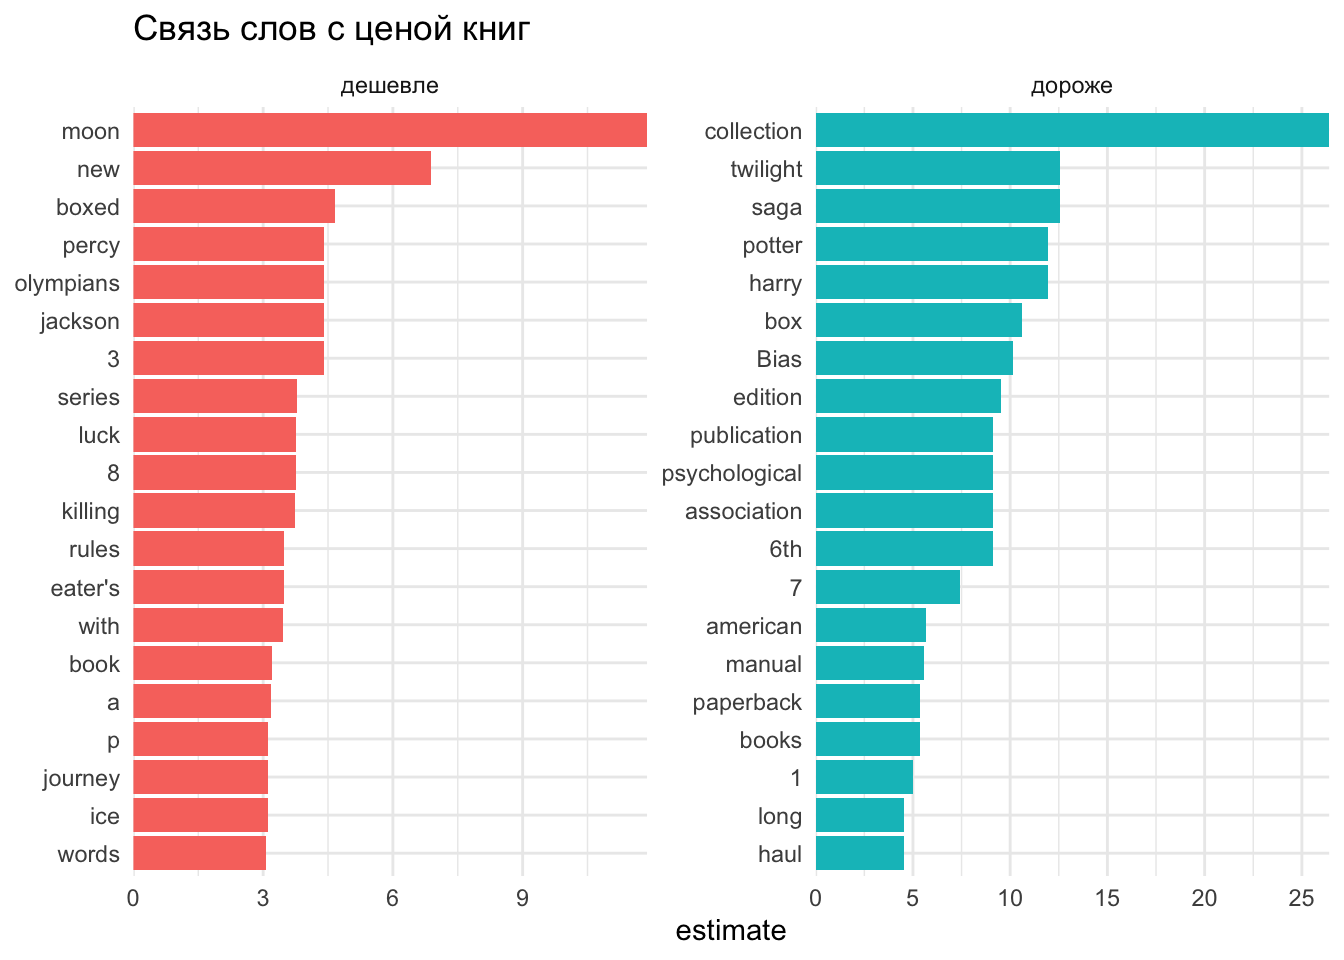 Связь слов с ценой книг
дешевле
moon
new
boxed
percy
olympians
jackson
3
series
luck
8
killing
rules
eater's
with
book
a
p
journey
ice
words
0 3 6 9
дороже
collection
twilight
saga
potter
harry
box
Bias
edition
publication
psychological
association
6th
7
american
manual
paperback
books
1
long
haul
0 5 10 15 20 25
estimate